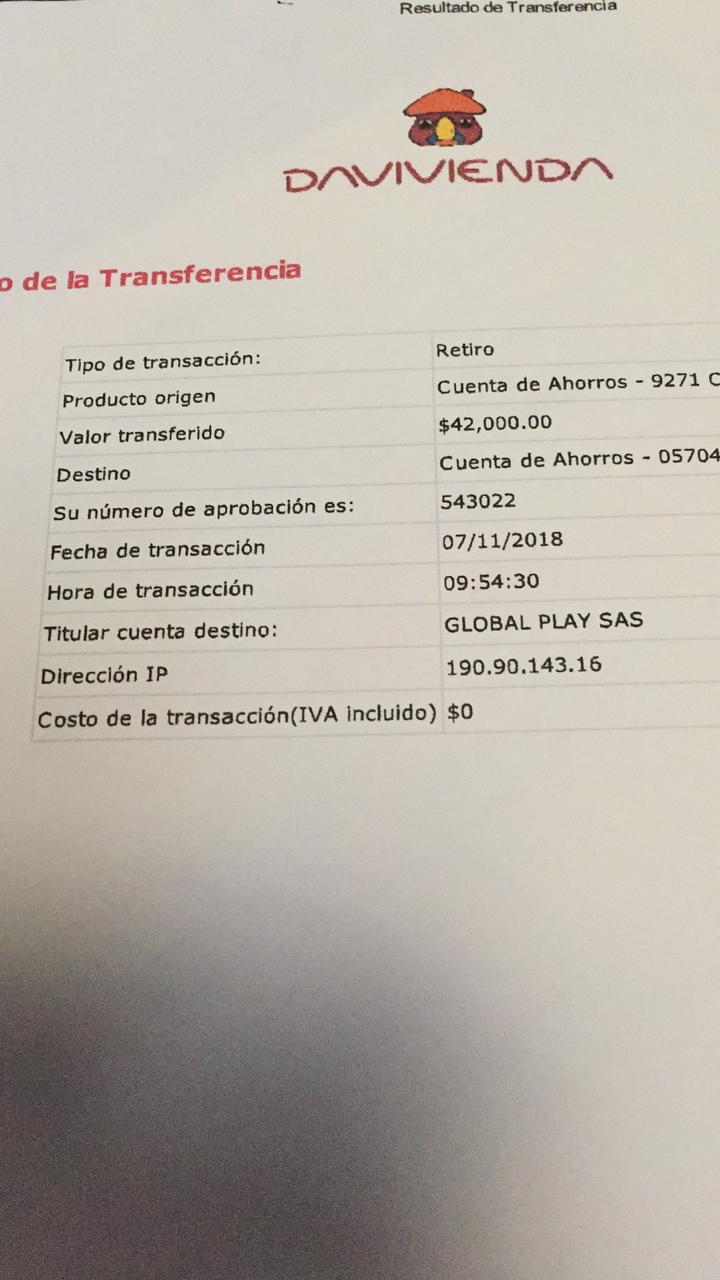 Resultado de Transferencia
DAVIVIENDA
o de la Transferencia
Tipo de transacción: Retiro
Producto origen Cuenta de Ahorros - 9271 C
Valor transferido $42,000.00
Destino Cuenta de Ahorros - 05704
Su número de aprobación es: 543022
Fecha de transacción 07/11/2018
Hora de transacción 09:54:30
Titular cuenta destino: GLOBAL PLAY SAS
Dirección IP 190.90.143.16
Costo de la transacción(IVA incluido) $0